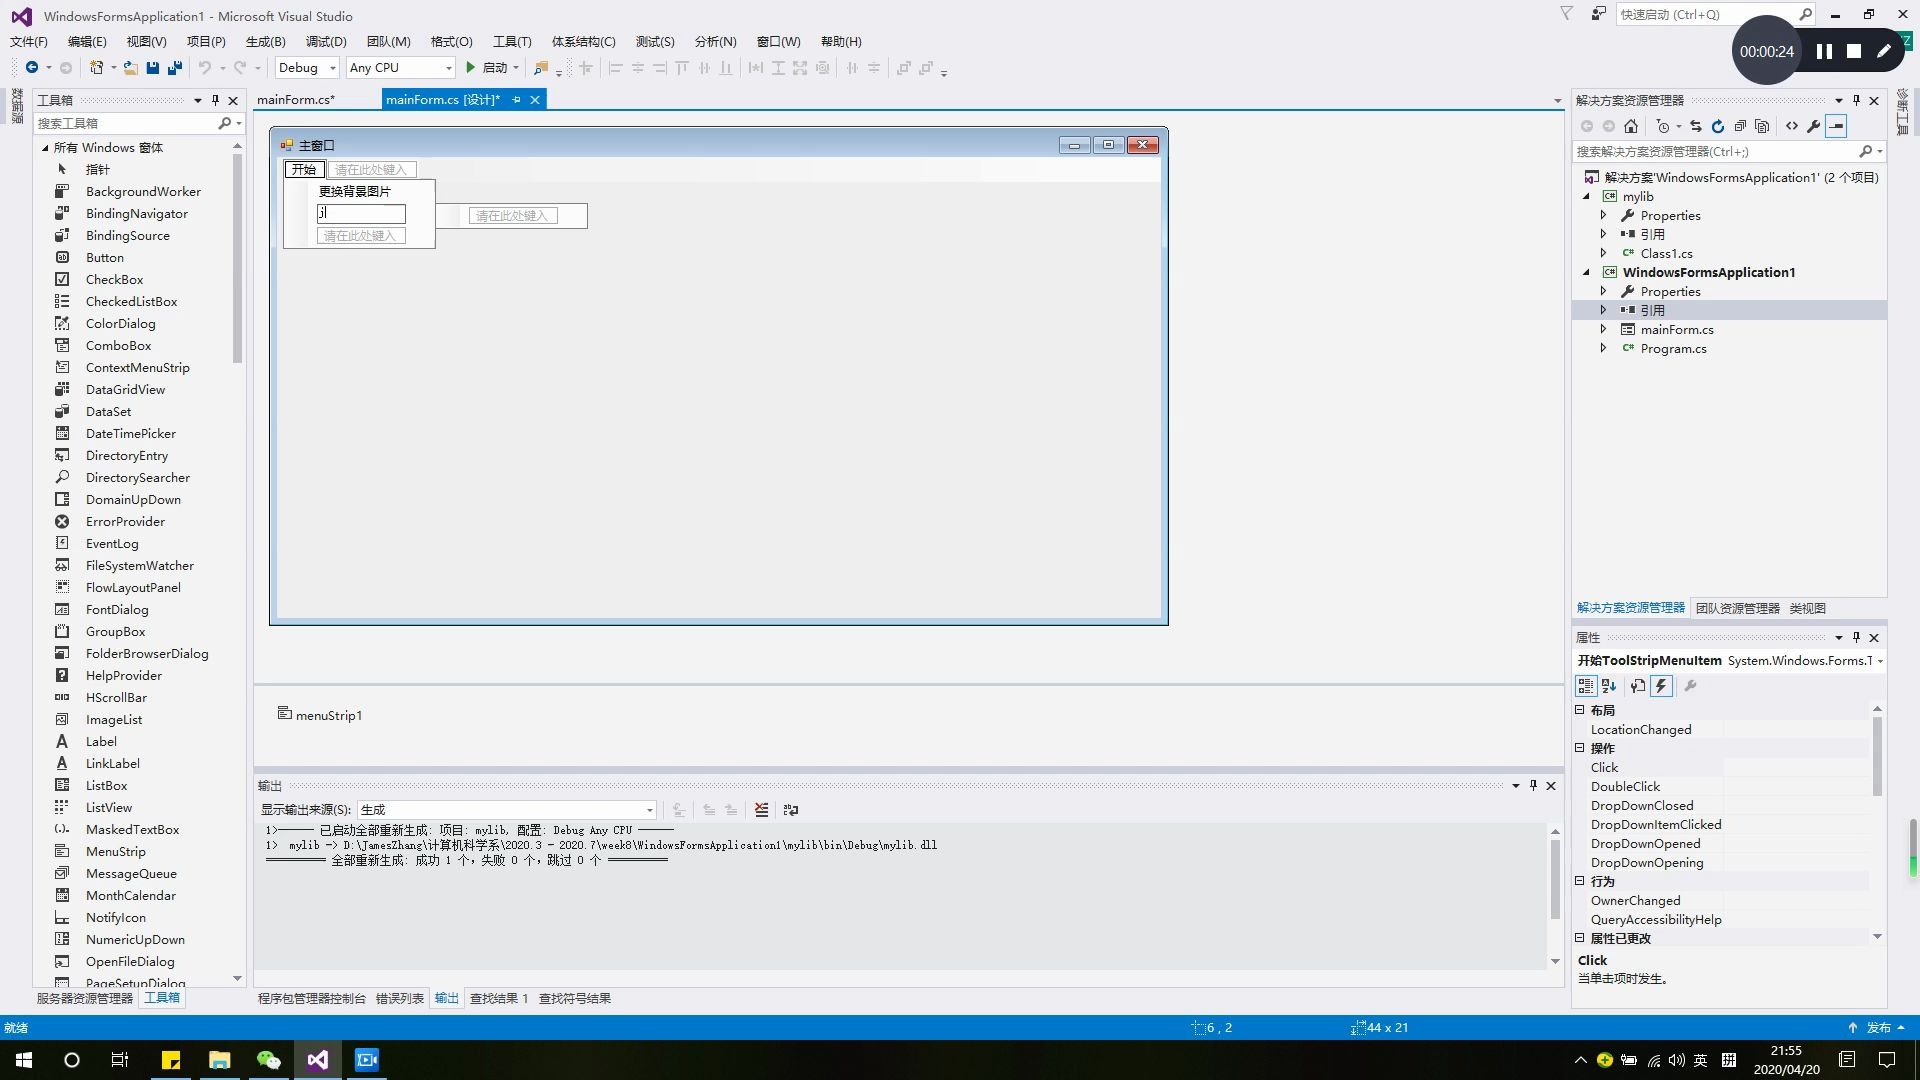 WindowsFormsApplication1 - Microsoft Visual Studio
快速启动 (Ctrl+Q)
文件(F) 编辑(E) 视图(V) 项目(P) 生成(B) 调试(D) 团队(M) 格式(O) 工具(T) 体系结构(C) 测试(S) 分析(N) 窗口(W) 帮助(H)
00:00:24
Debug Any CPU 启动
数据源
工具箱
搜索工具箱
所有 Windows 窗体
指针
BackgroundWorker
BindingNavigator
BindingSource
Button
CheckBox
CheckedListBox
ColorDialog
ComboBox
ContextMenuStrip
DataGridView
DataSet
DateTimePicker
DirectoryEntry
DirectorySearcher
DomainUpDown
ErrorProvider
EventLog
FileSystemWatcher
FlowLayoutPanel
FontDialog
GroupBox
FolderBrowserDialog
HelpProvider
HScrollBar
ImageList
Label
LinkLabel
ListBox
ListView
MaskedTextBox
MenuStrip
MessageQueue
MonthCalendar
NotifyIcon
NumericUpDown
OpenFileDialog
PageSetupDialog
服务器资源管理器 工具箱
mainForm.cs* mainForm.cs [设计]*
主窗口
开始 请在此处键入
更换背景图片
jl
请在此处键入
请在此处键入
menuStrip1
输出
显示输出来源(S): 生成
1>------ 已启动全部重新生成: 项目: mylib, 配置: Debug Any CPU ------
1> mylib -> D:\JamesZhang\计算机科学系\2020.3 - 2020.7\week8\WindowsFormsApplication1\mylib\bin\Debug\mylib.dll
========== 全部重新生成: 成功 1 个，失败 0 个，跳过 0 个 ==========
程序包管理器控制台 错误列表 输出 查找结果 1 查找符号结果
解决方案资源管理器
搜索解决方案资源管理器(Ctrl+;)
解决方案'WindowsFormsApplication1' (2 个项目)
mylib
Properties
引用
Class1.cs
WindowsFormsApplication1
Properties
引用
mainForm.cs
Program.cs
解决方案资源管理器 团队资源管理器 类视图
诊断工具
属性
开始ToolStripMenuItem System.Windows.Forms.T
布局
LocationChanged
操作
Click
DoubleClick
DropDownClosed
DropDownItemClicked
DropDownOpened
DropDownOpening
行为
OwnerChanged
QueryAccessibilityHelp
属性已更改
Click
当单击项时发生。
就绪 6 , 2 44 x 21 发布
英 拼
21:55
2020/04/20